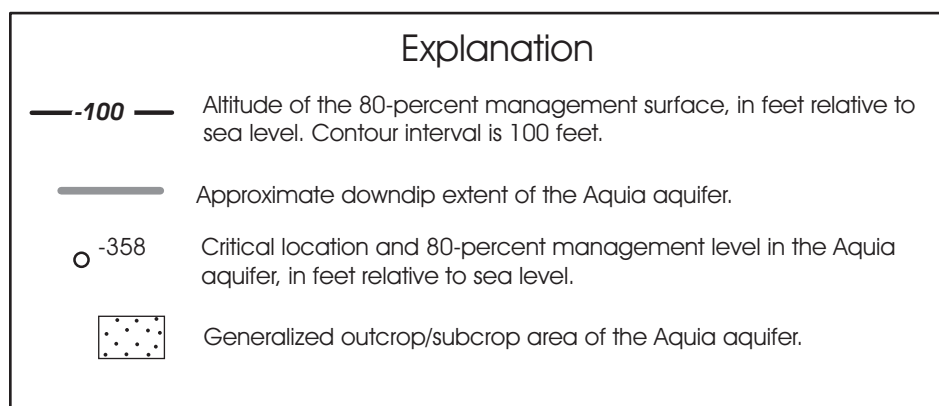 Explanation
-100
Altitude of the 80-percent management surface, in feet relative to
sea level. Contour interval is 100 feet.
Approximate downdip extent of the Aquia aquifer.
-358
Critical location and 80-percent management level in the Aquia
aquifer, in feet relative to sea level.
Generalized outcrop/subcrop area of the Aquia aquifer.